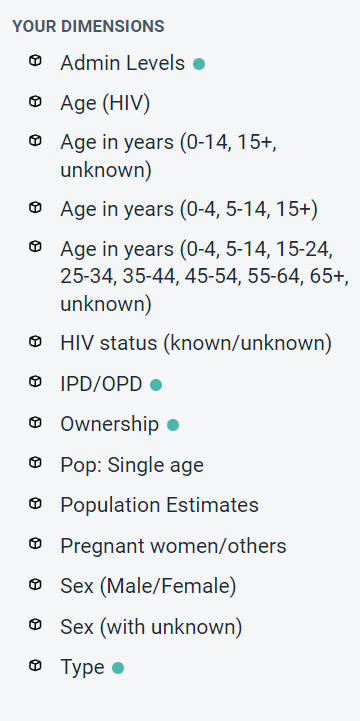 YOUR DIMENSIONS
Admin Levels
Age (HIV)
Age in years (0-14, 15+,
unknown)
Age in years (0-4, 5-14, 15+)
Age in years (0-4, 5-14, 15-24,
25-34, 35-44, 45-54, 55-64, 65+,
unknown)
HIV status (known/unknown)
IPD/OPD
Ownership
Pop: Single age
Population Estimates
Pregnant women/others
Sex (Male/Female)
Sex (with unknown)
Type